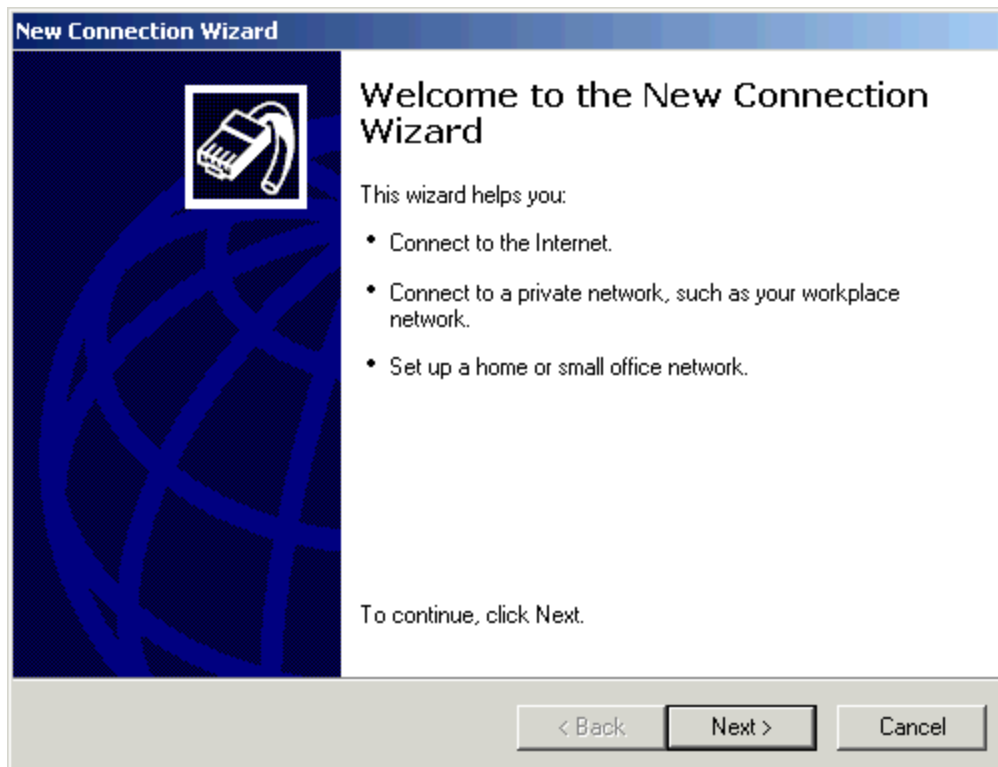 New Connection Wizard
Welcome to the New Connection
Wizard
This wizard helps you:
• Connect to the Internet.
• Connect to a private network, such as your workplace
network.
• Set up a home or small office network.
To continue, click Next.
< Back Next > Cancel